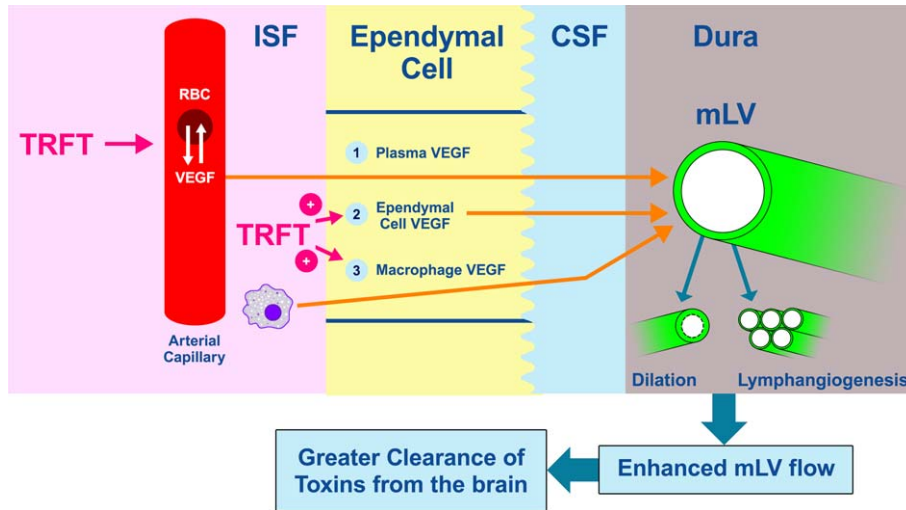 ISF
Ependymal
Cell
CSF
Dura
RBC
VEGF
TRFT
Arterial
Capillary
1 Plasma VEGF
+
TRFT
+
2 Ependymal
Cell VEGF
3 Macrophage VEGF
mLV
Dilation
Lymphangiogenesis
Enhanced mLV flow
Greater Clearance of
Toxins from the brain